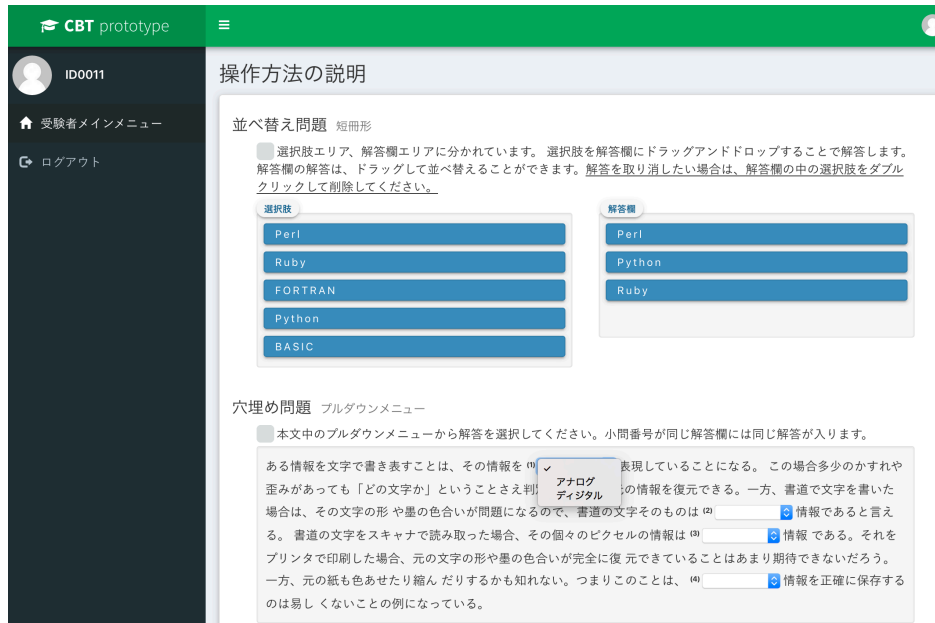 CBT prototype
ID0011
受験者メインメニュー
ログアウト
操作方法の説明
並べ替え問題 短冊形
選択肢エリア、解答欄エリアに分かれています。 選択肢を解答欄にドラッグアンドドロップすることで解答します。
解答欄の解答は、ドラッグして並べ替えることができます。解答を取り消したい場合は、解答欄の中の選択肢をダブル
クリックして削除してください。
選択肢
Perl
Ruby
FORTRAN
Python
BASIC
解答欄
Perl
Python
Ruby
穴埋め問題 プルダウンメニュー
本文中のプルダウンメニューから解答を選択してください。小問番号が同じ解答欄には同じ解答が入ります。
ある情報を文字で書き表すことは、その情報を (1) ✓ 表現していることになる。 この場合多少のかすれや
アナログ
ディジタル
歪みがあっても「どの文字か」ということさえ判 の情報を復元できる。一方、書道で文字を書いた
場合は、その文字の形 や墨の色合いが問題になるので、書道の文字そのものは (2) 情報であると言え
る。 書道の文字をスキャナで読み取った場合、その個々のピクセルの情報は (3) 情報 である。それを
プリンタで印刷した場合、元の文字の形や墨の色合いが完全に復 元できていることはあまり期待できないだろう。
一方、元の紙も色あせたり縮ん だりするかも知れない。つまりこのことは、 (4) 情報を正確に保存する
のは易し くないことの例になっている。